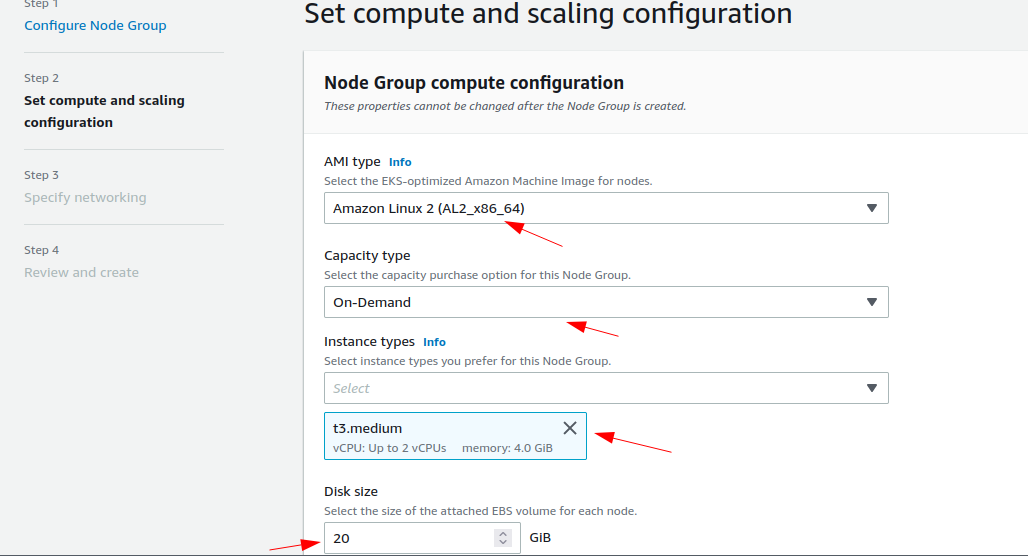 Step 1
Configure Node Group
Step 2
Set compute and scaling
configuration
Step 3
Specify networking
Step 4
Review and create
Set compute and scaling configuration
Node Group compute configuration
These properties cannot be changed after the Node Group is created.
AMI type Info
Select the EKS-optimized Amazon Machine Image for nodes.
Amazon Linux 2 (AL2_x86_64)
Capacity type
Select the capacity purchase option for this Node Group.
On-Demand
Instance types Info
Select instance types you prefer for this Node Group.
Select
t3.medium
vCPU: Up to 2 vCPUs memory: 4.0 GiB
Disk size
Select the size of the attached EBS volume for each node.
20 GiB